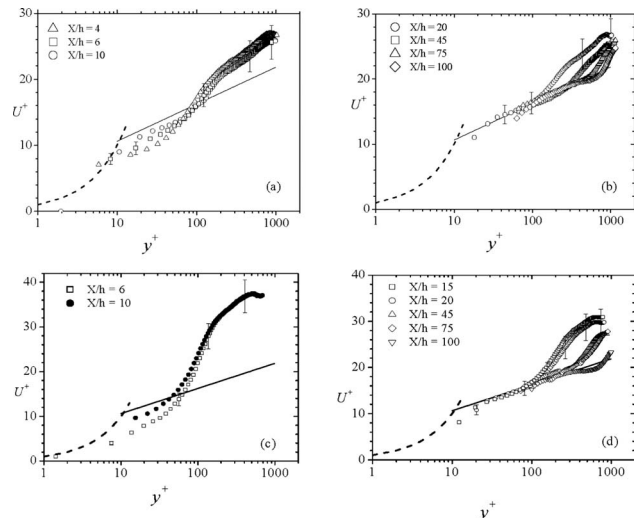 30
20
10
0
U+
X/h = 4
X/h = 6
X/h = 10
(a)
1
10
100
1000
y+
30
20
10
0
U+
X/h = 20
X/h = 45
X/h = 75
X/h = 100
(b)
1
10
100
1000
y+
40
30
20
10
0
U+
X/h = 6
X/h = 10
(c)
1
10
100
1000
y+
40
30
20
10
0
U+
X/h = 15
X/h = 20
X/h = 45
X/h = 75
X/h = 100
(d)
1
10
100
1000
y+